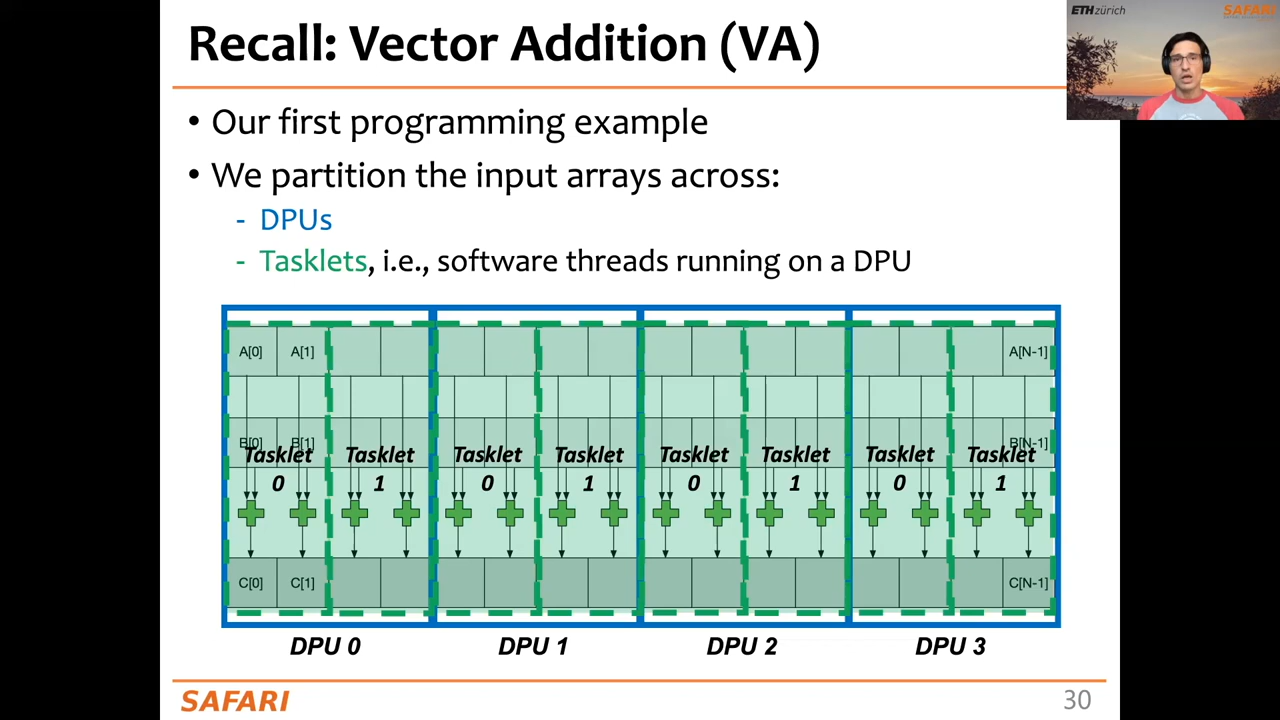 Recall: Vector Addition (VA)
ETH zürich
SAFARI
• Our first programming example
• We partition the input arrays across:
- DPUs
- Tasklets, i.e., software threads running on a DPU
A[0] A[1] A[N-1]
B[0] B[1] B[N-1]
Tasklet 0 Tasklet 1 Tasklet 0 Tasklet 1 Tasklet 0 Tasklet 1 Tasklet 0 Tasklet 1
C[0] C[1] C[N-1]
DPU 0 DPU 1 DPU 2 DPU 3
SAFARI
30